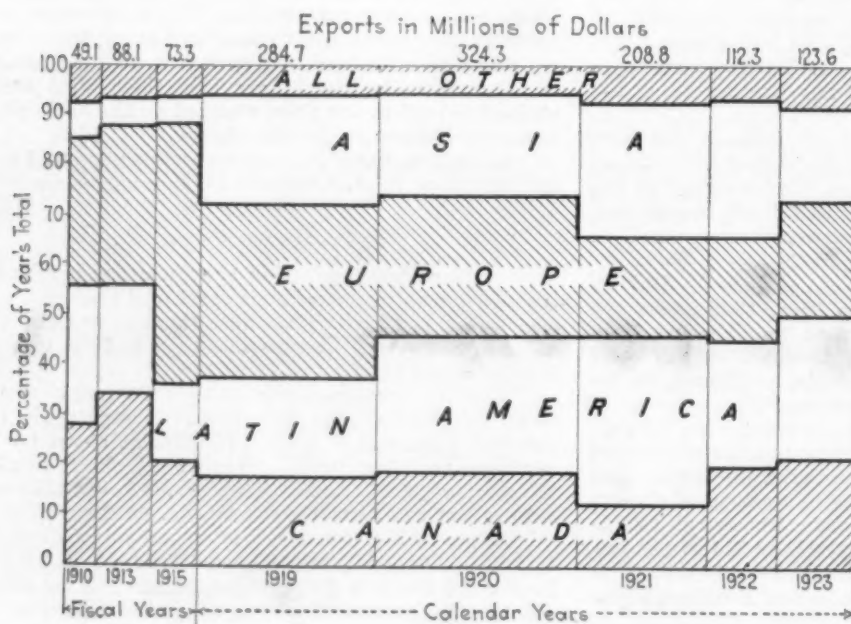 Exports in Millions of Dollars
49.1 88.1 73.3 284.7 324.3 208.8 112.3 123.6
Percentage of Year's Total
100
90
80
70
60
50
40
30
20
10
0
ALL OTHER
ASIA
EUROPE
LATIN AMERICA
CANADA
1910 1913 1915 1919 1920 1921 1922 1923
Fiscal Years Calendar Years